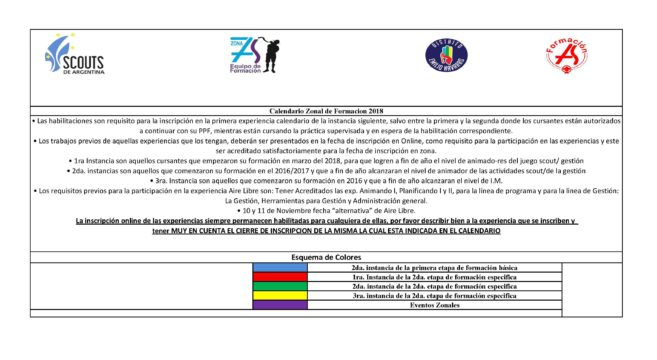 SCOUTS
DE ARGENTINA
ZONA
7S
Equipo de
Formación
DISTRITO
EMILIO NAVARINI
Formación
Calendario Zonal de Formacion 2018
• Las habilitaciones son requisito para la inscripción en la primera experiencia calendario de la instancia siguiente, salvo entre la primera y la segunda donde los cursantes están autorizados
a continuar con su PPF, mientras están cursando la práctica supervisada y en espera de la habilitación correspondiente.
• Los trabajos previos de aquellas experiencias que los tengan, deberán ser presentados en la fecha de inscripción en Online, como requisito para la participación en las experiencias y este
ser acreditado satisfactoriamente para la fecha de inscripción en zona.
• 1ra Instancia son aquellos cursantes que empezaron su formación en marzo del 2018, para que logren a fin de año el nivel de animado-res del juego scout/ gestión
• 2da. instancias son aquellos que comenzaron su formación en el 2016/2017 y que a fin de año alcanzaran el nivel de animador de las actividades scout/de la gestión
• 3ra. Instancia son aquellos que comenzaron su formación en 2016 y que a fin de año alcanzaran el nivel de I.M.
• Los requisitos previos para la participación en la experiencia Aire Libre son: Tener Acreditados las exp. Animando I, Planificando I y II, para la línea de programa y para la línea de Gestión:
La Gestión, Herramientas para Gestión y Administración general.
• 10 y 11 de Noviembre fecha “alternativa” de Aire Libre.
La inscripción online de las experiencias siempre permanecen habilitadas para cualquiera de ellas, por favor describir bien a la experiencia que se inscriben y
tener MUY EN CUENTA EL CIERRE DE INSCRIPCION DE LA MISMA LA CUAL ESTA INDICADA EN EL CALENDARIO
Esquema de Colores
2da. instancia de la primera etapa de formación básica
1ra. Instancia de la 2da. etapa de formación especifica
2da. instancia de la 2da. etapa de formación especifica
3ra. instancia de la 2da. etapa de formación especifica
Eventos Zonales